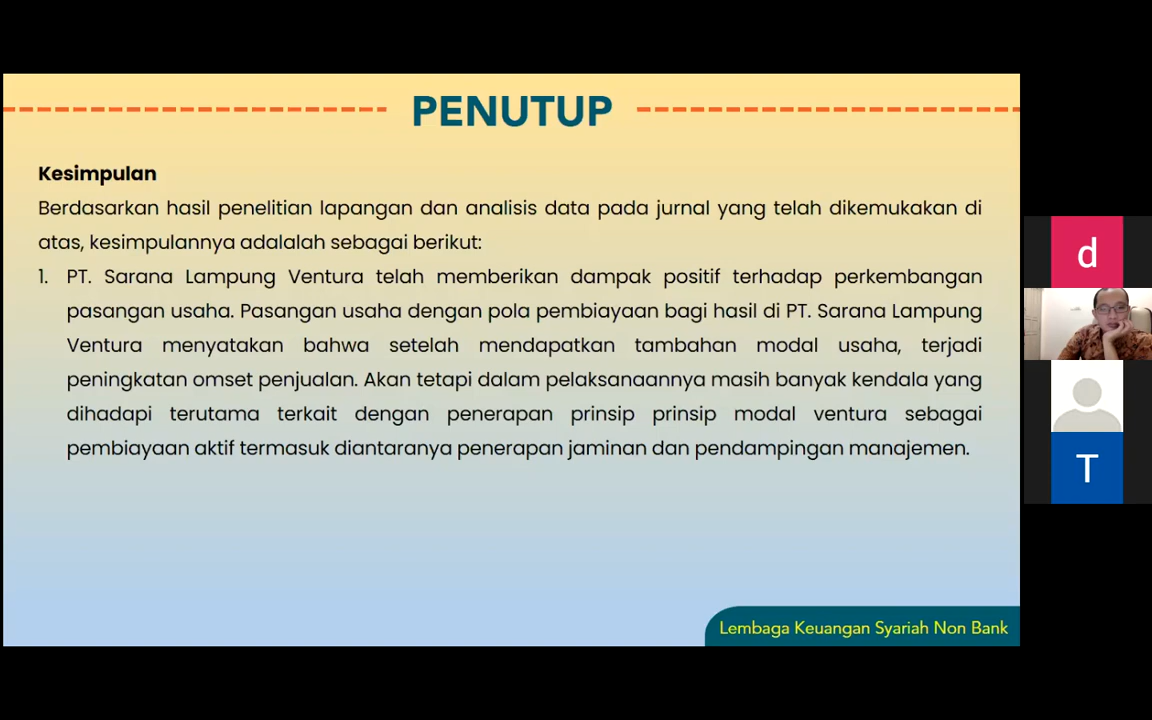 PENUTUP
Kesimpulan
Berdasarkan hasil penelitian lapangan dan analisis data pada jurnal yang telah dikemukakan di
atas, kesimpulannya adalalah sebagai berikut:
1. PT. Sarana Lampung Ventura telah memberikan dampak positif terhadap perkembangan
pasangan usaha. Pasangan usaha dengan pola pembiayaan bagi hasil di PT. Sarana Lampung
Ventura menyatakan bahwa setelah mendapatkan tambahan modal usaha, terjadi
peningkatan omset penjualan. Akan tetapi dalam pelaksanaannya masih banyak kendala yang
dihadapi terutama terkait dengan penerapan prinsip prinsip modal ventura sebagai
pembiayaan aktif termasuk diantaranya penerapan jaminan dan pendampingan manajemen.
Lembaga Keuangan Syariah Non Bank
d
T